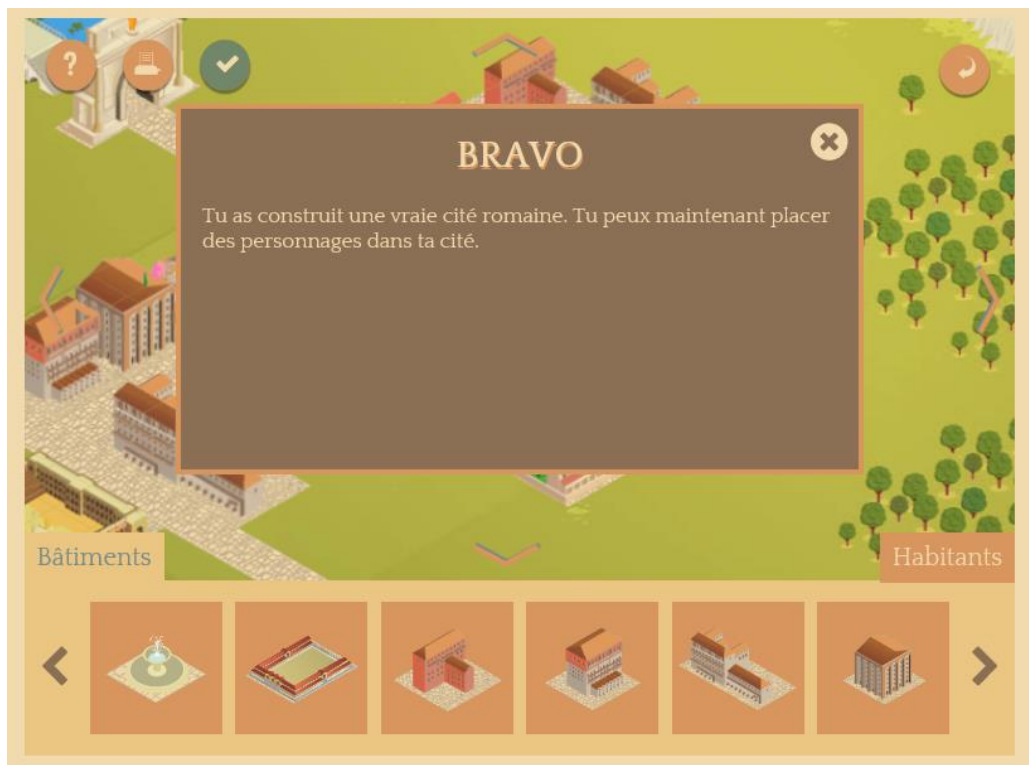 ?
BRAVO
Tu as construit une vraie cité romaine. Tu peux maintenant placer
des personnages dans ta cité.
Bâtiments
Habitants